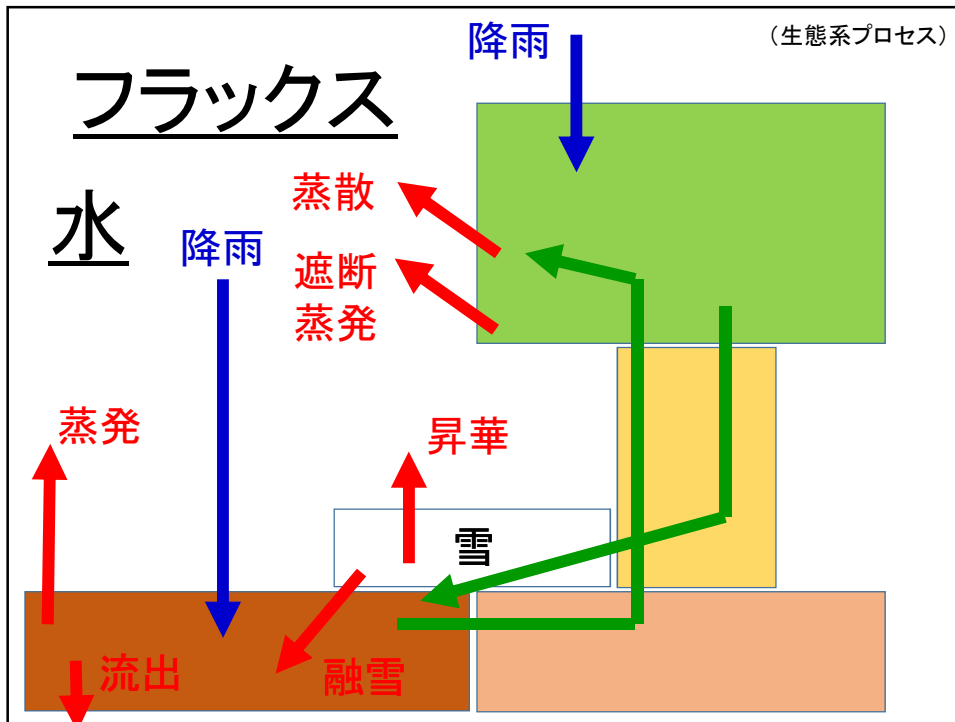 降雨
（生態系プロセス）
フラックス
蒸散
水
降雨
遮断
蒸発
蒸発
昇華
雪
流出
融雪